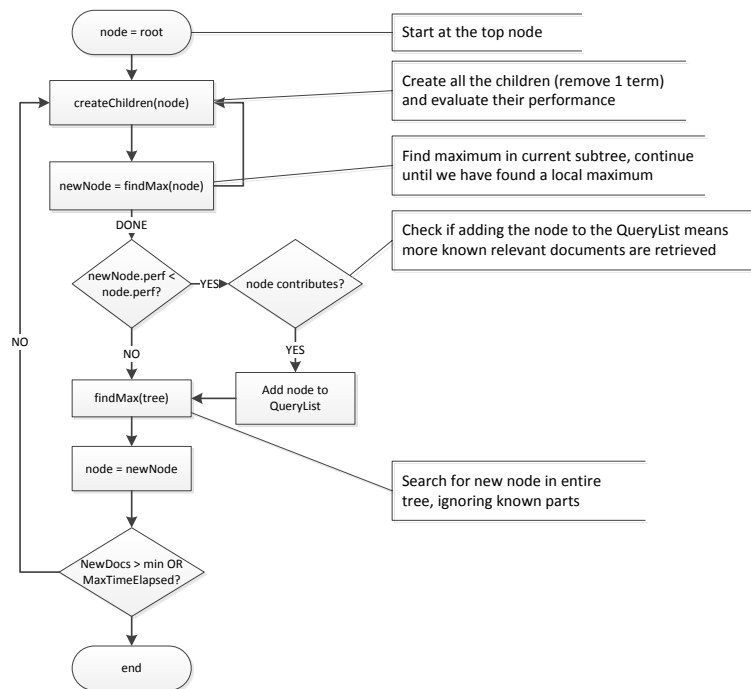 node = root
Start at the top node
createChildren(node)
Create all the children (remove 1 term)
and evaluate their performance
newNode = findMax(node)
Find maximum in current subtree, continue
until we have found a local maximum
DONE
Check if adding the node to the QueryList means
more known relevant documents are retrieved
newNode.perf <
node.perf?
YES
node contributes?
NO
NO
YES
findMax(tree)
Add node to
QueryList
node = newNode
Search for new node in entire
tree, ignoring known parts
NewDocs > min OR
MaxTimeElapsed?
end